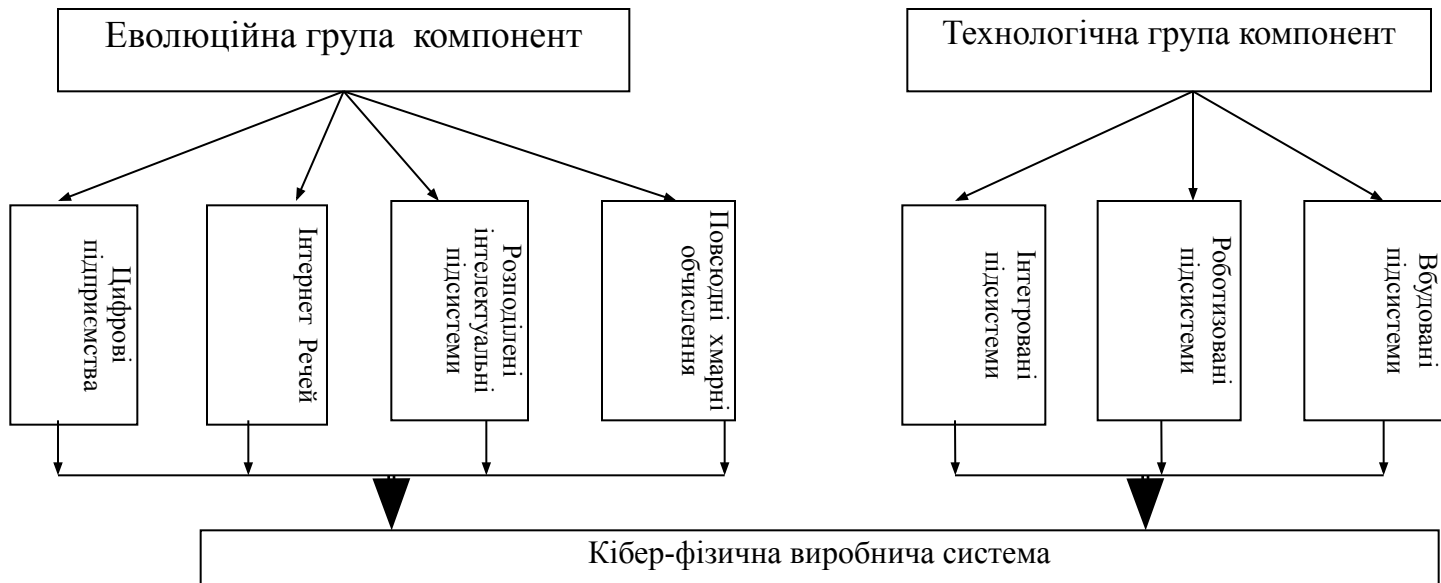 Еволюційна група компонент
Технологічна група компонент
Цифрові
підприємства
Інтернет Речей
Розподілені
інтелектуальні
підсистеми
Повсюдні хмарні
обчислення
Інтегровані
підсистеми
Роботизовані
підсистеми
Вбудовані
підсистеми
Кібер-фізична виробнича система